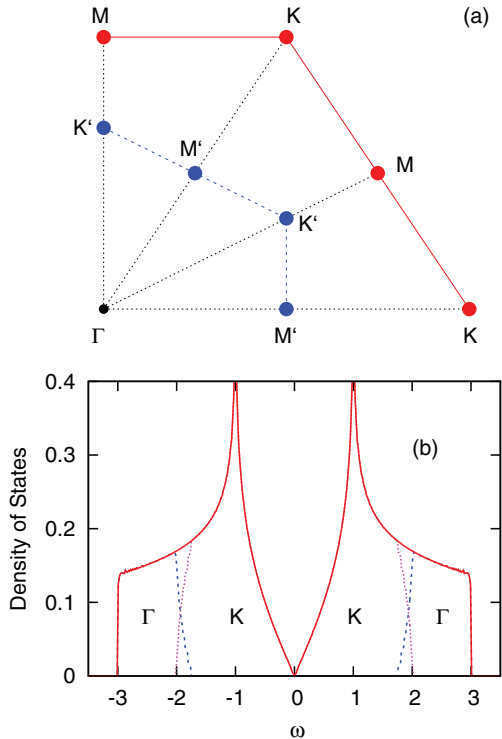 M K (a)
K‘
M‘
M
K‘
Γ M‘ K
0.4
(b)
0.3
Density of States
0.2
0.1
Γ K K Γ
0
-3 -2 -1 0 1 2 3
ω